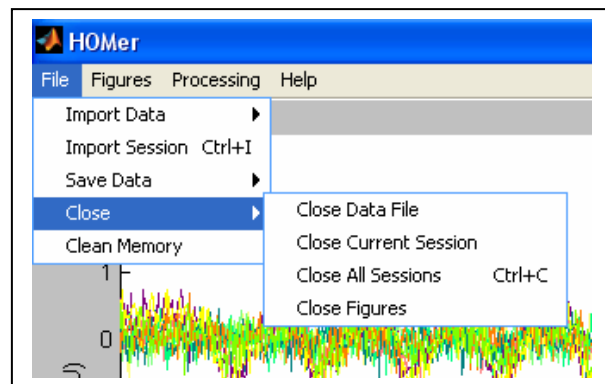 HOMer
File Figures Processing Help
Import Data
Import Session Ctrl+I
Save Data
Close
Clean Memory
Close Data File
Close Current Session
Close All Sessions Ctrl+C
Close Figures
1
0
)